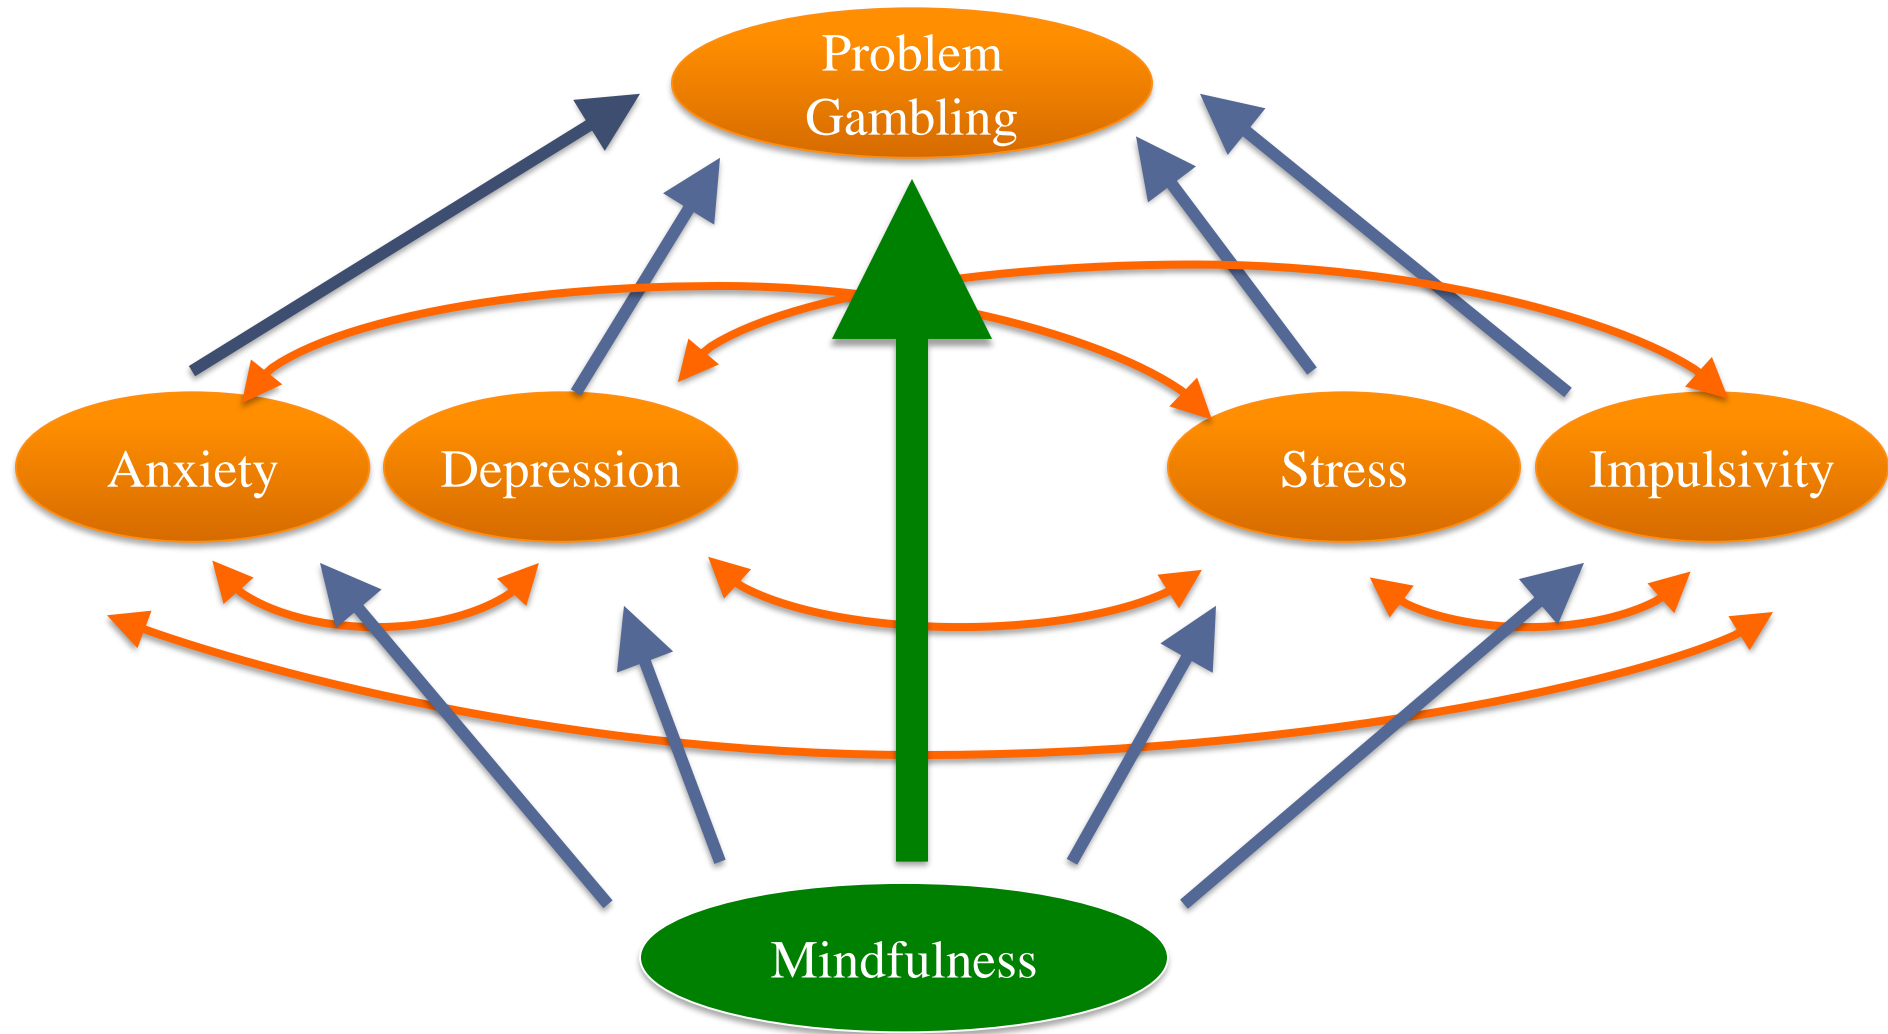 Problem
Gambling
Anxiety
Depression
Stress
Impulsivity
Mindfulness